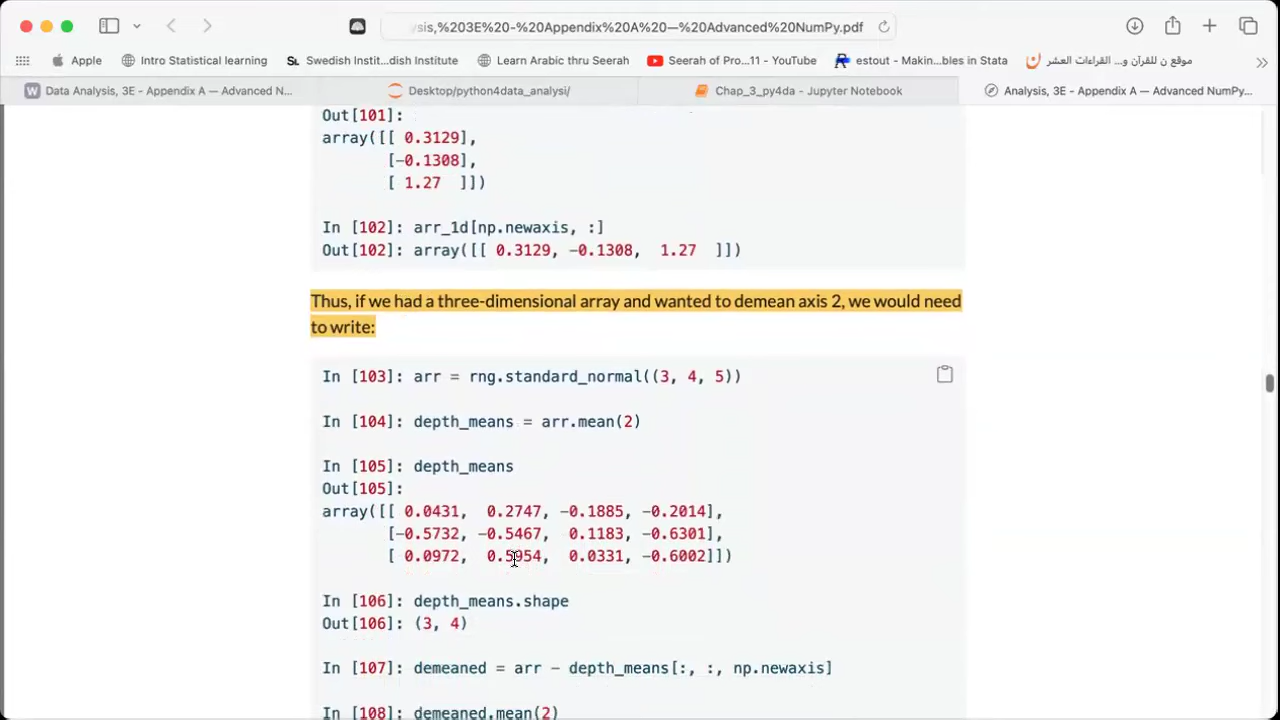 ysis,%203E%20-%20Appendix%20A%20—%20Advanced%20NumPy.pdf
Apple
Intro Statistical learning
Swedish Instit...dish Institute
Learn Arabic thru Seerah
Seerah of Pro...11 - YouTube
estout - Makin...bles in Stata
موقع ن للقرآن و... القراءات العشر
Data Analysis, 3E - Appendix A — Advanced N...
Desktop/python4data_analysi/
Chap_3_py4da - Jupyter Notebook
Analysis, 3E - Appendix A — Advanced NumPy...
Out[101]:
array([[ 0.3129],
[-0.1308],
[ 1.27 ]])
In [102]: arr_1d[np.newaxis, :]
Out[102]: array([[ 0.3129, -0.1308, 1.27 ]])
Thus, if we had a three-dimensional array and wanted to demean axis 2, we would need
to write:
In [103]: arr = rng.standard_normal((3, 4, 5))
In [104]: depth_means = arr.mean(2)
In [105]: depth_means
Out[105]:
array([[ 0.0431, 0.2747, -0.1885, -0.2014],
[-0.5732, -0.5467, 0.1183, -0.6301],
[ 0.0972, 0.5954, 0.0331, -0.6002]])
In [106]: depth_means.shape
Out[106]: (3, 4)
In [107]: demeaned = arr - depth_means[:, :, np.newaxis]
In [108]: demeaned.mean(2)